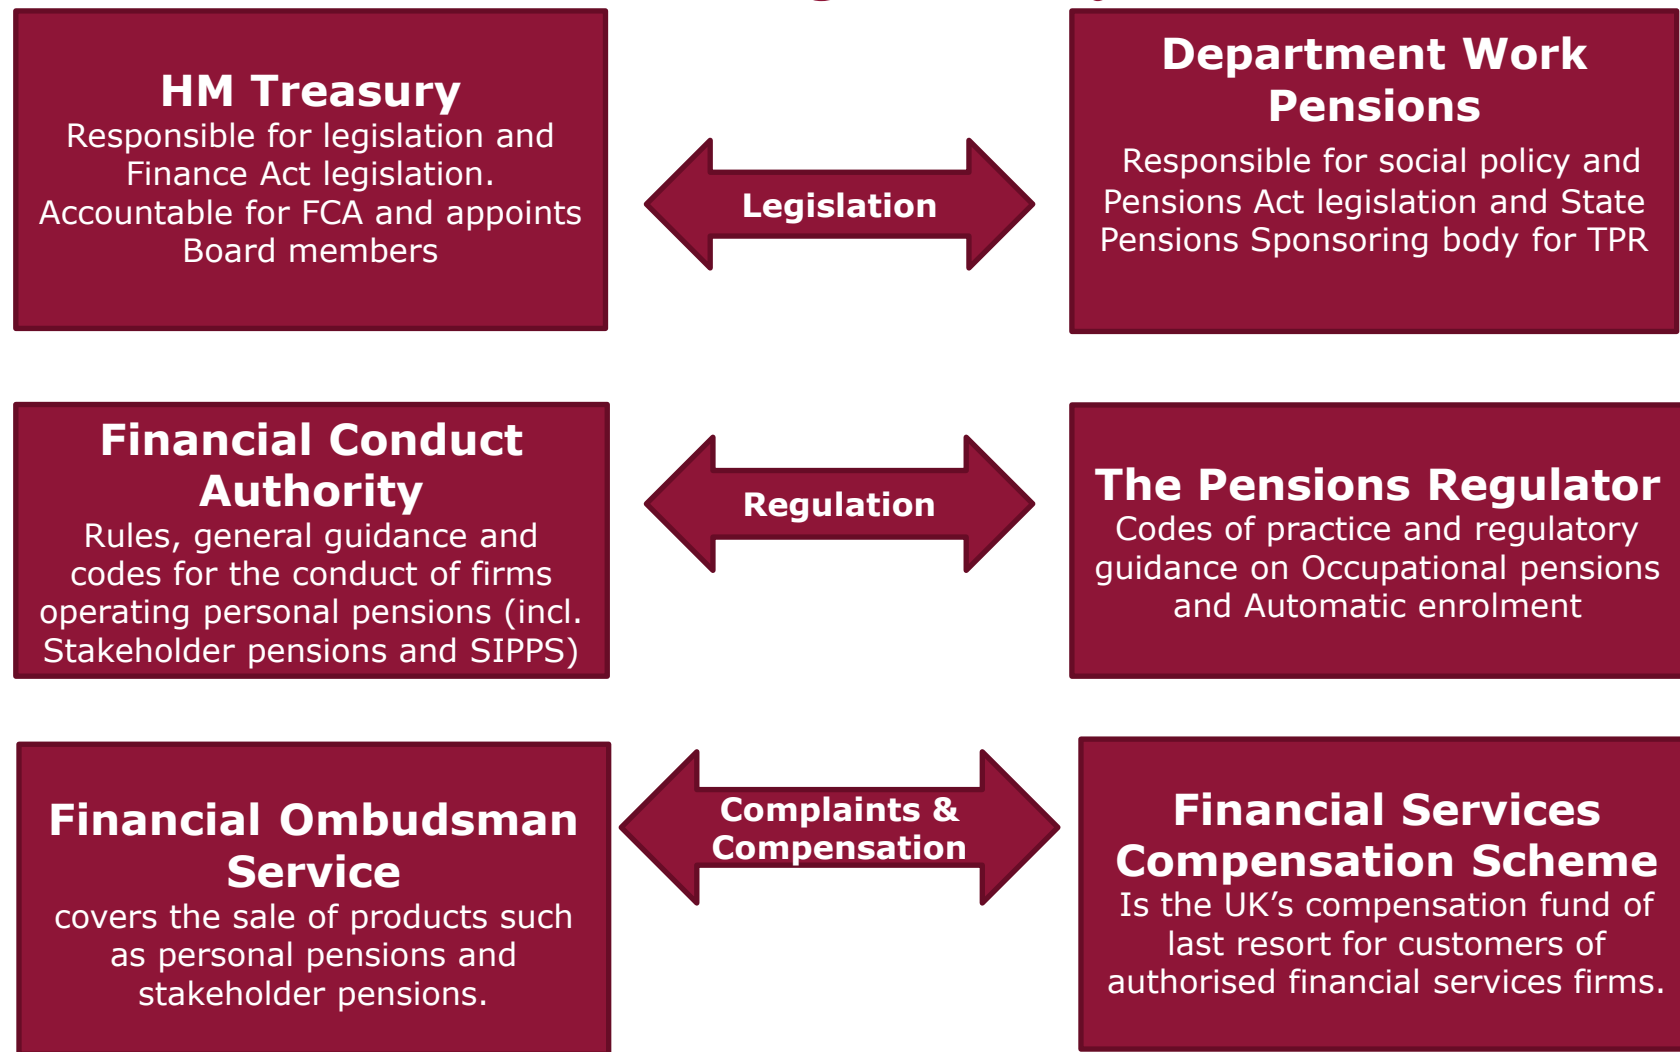 HM Treasury
Responsible for legislation and
Finance Act legislation.
Accountable for FCA and appoints
Board members
Legislation
Department Work
Pensions
Responsible for social policy and
Pensions Act legislation and State
Pensions Sponsoring body for TPR
Financial Conduct
Authority
Rules, general guidance and
codes for the conduct of firms
operating personal pensions (incl.
Stakeholder pensions and SIPPS)
Regulation
The Pensions Regulator
Codes of practice and regulatory
guidance on Occupational pensions
and Automatic enrolment
Financial Ombudsman
Service
covers the sale of products such
as personal pensions and
stakeholder pensions.
Complaints &
Compensation
Financial Services
Compensation Scheme
Is the UK’s compensation fund of
last resort for customers of
authorised financial services firms.